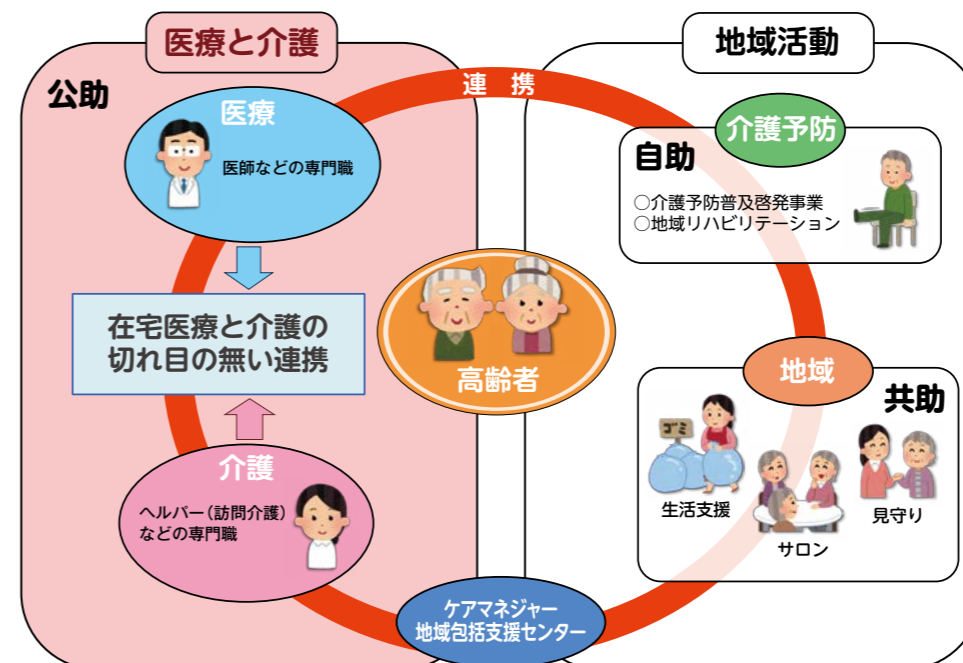 医療と介護
地域活動
公助
連 携
医療
医師などの専門職
在宅医療と介護の
切れ目の無い連携
介護
ヘルパー（訪問介護）
などの専門職
高齢者
介護予防
自助
○介護予防普及啓発事業
○地域リハビリテーション
地域
共助
ゴミ
生活支援
サロン
見守り
ケアマネジャー
地域包括支援センター